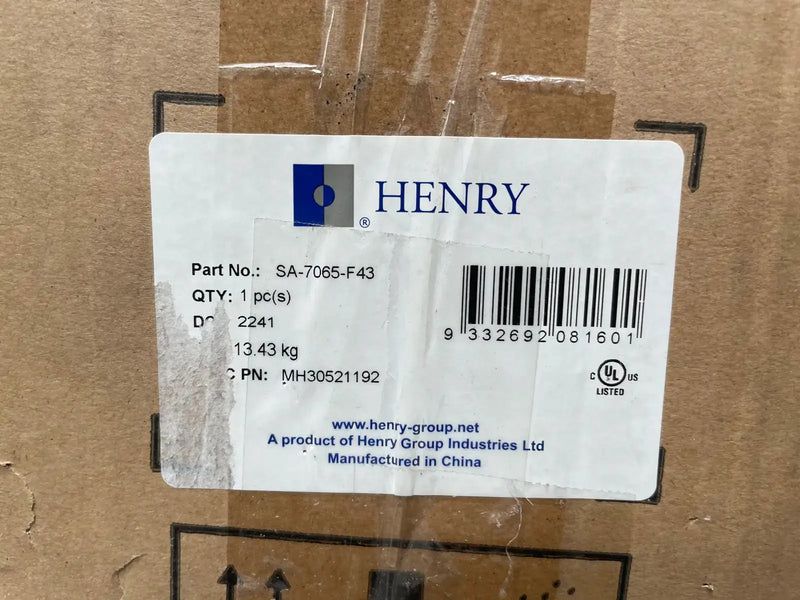 HENRY
®
Part No.: SA-7065-F43
QTY: 1 pc(s)
2241
13.43 kg
PN: MH30521192
9 332692 081601
C UL US
LISTED
www.henry-group.net
A product of Henry Group Industries Ltd
Manufactured in China